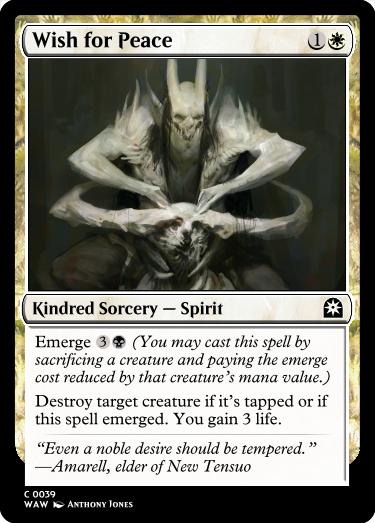 Wish for Peace 1
Kindred Sorcery — Spirit
Emerge 3 (You may cast this spell by
sacrificing a creature and paying the emerge
cost reduced by that creature's mana value.)
Destroy target creature if it's tapped or if
this spell emerged. You gain 3 life.
"Even a noble desire should be tempered."
—Amarell, elder of New Tensuo
C 0039
WAW Anthony Jones